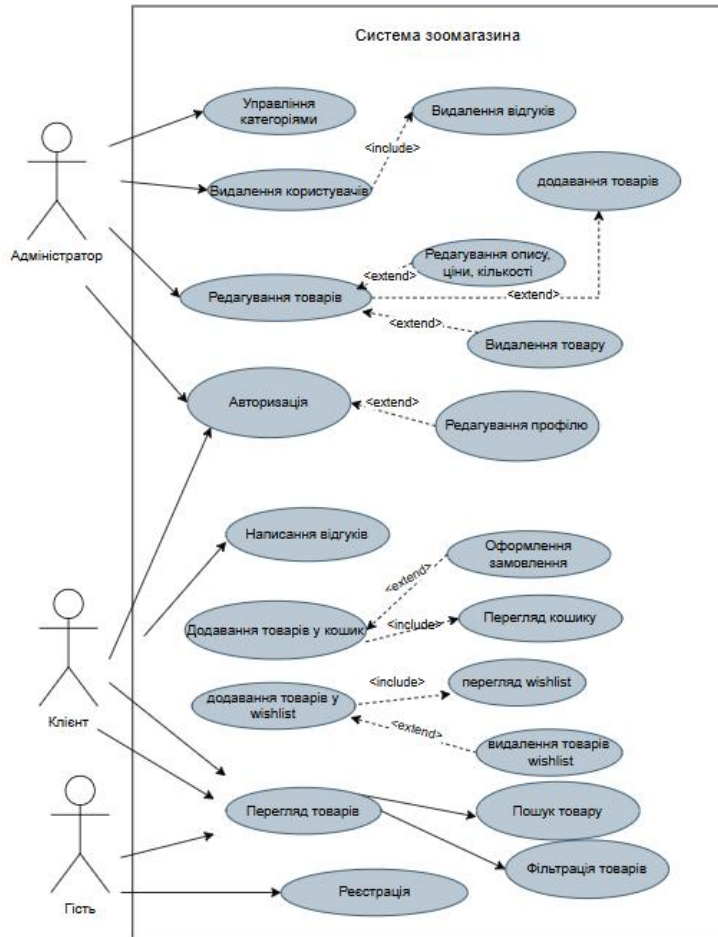 Система зоомагазина
Управління
категоріями
Видалення відгуків
<include>
Видалення користувачів
додавання товарів
Адміністратор
Редагування опису,
ціни, кількості
<extend>
Редагування товарів
<extend>
<extend>
Видалення товару
Авторизація
<extend>
Редагування профілю
Написання відгуків
Оформлення
замовлення
<extend>
Додавання товарів у кошик
<include>
Перегляд кошику
<include>
перегляд wishlist
додавання товарів у
wishlist
Клієнт
<extend>
видалення товарів
wishlist
Перегляд товарів
Пошук товару
Фільтрація товарів
Реєстрація
Гість